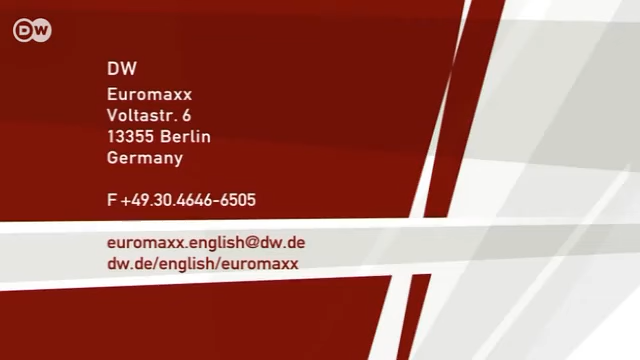 DW
DW
Euromaxx
Voltastr. 6
13355 Berlin
Germany
F +49.30.4646-6505
euromaxx.english@dw.de
dw.de/english/euromaxx